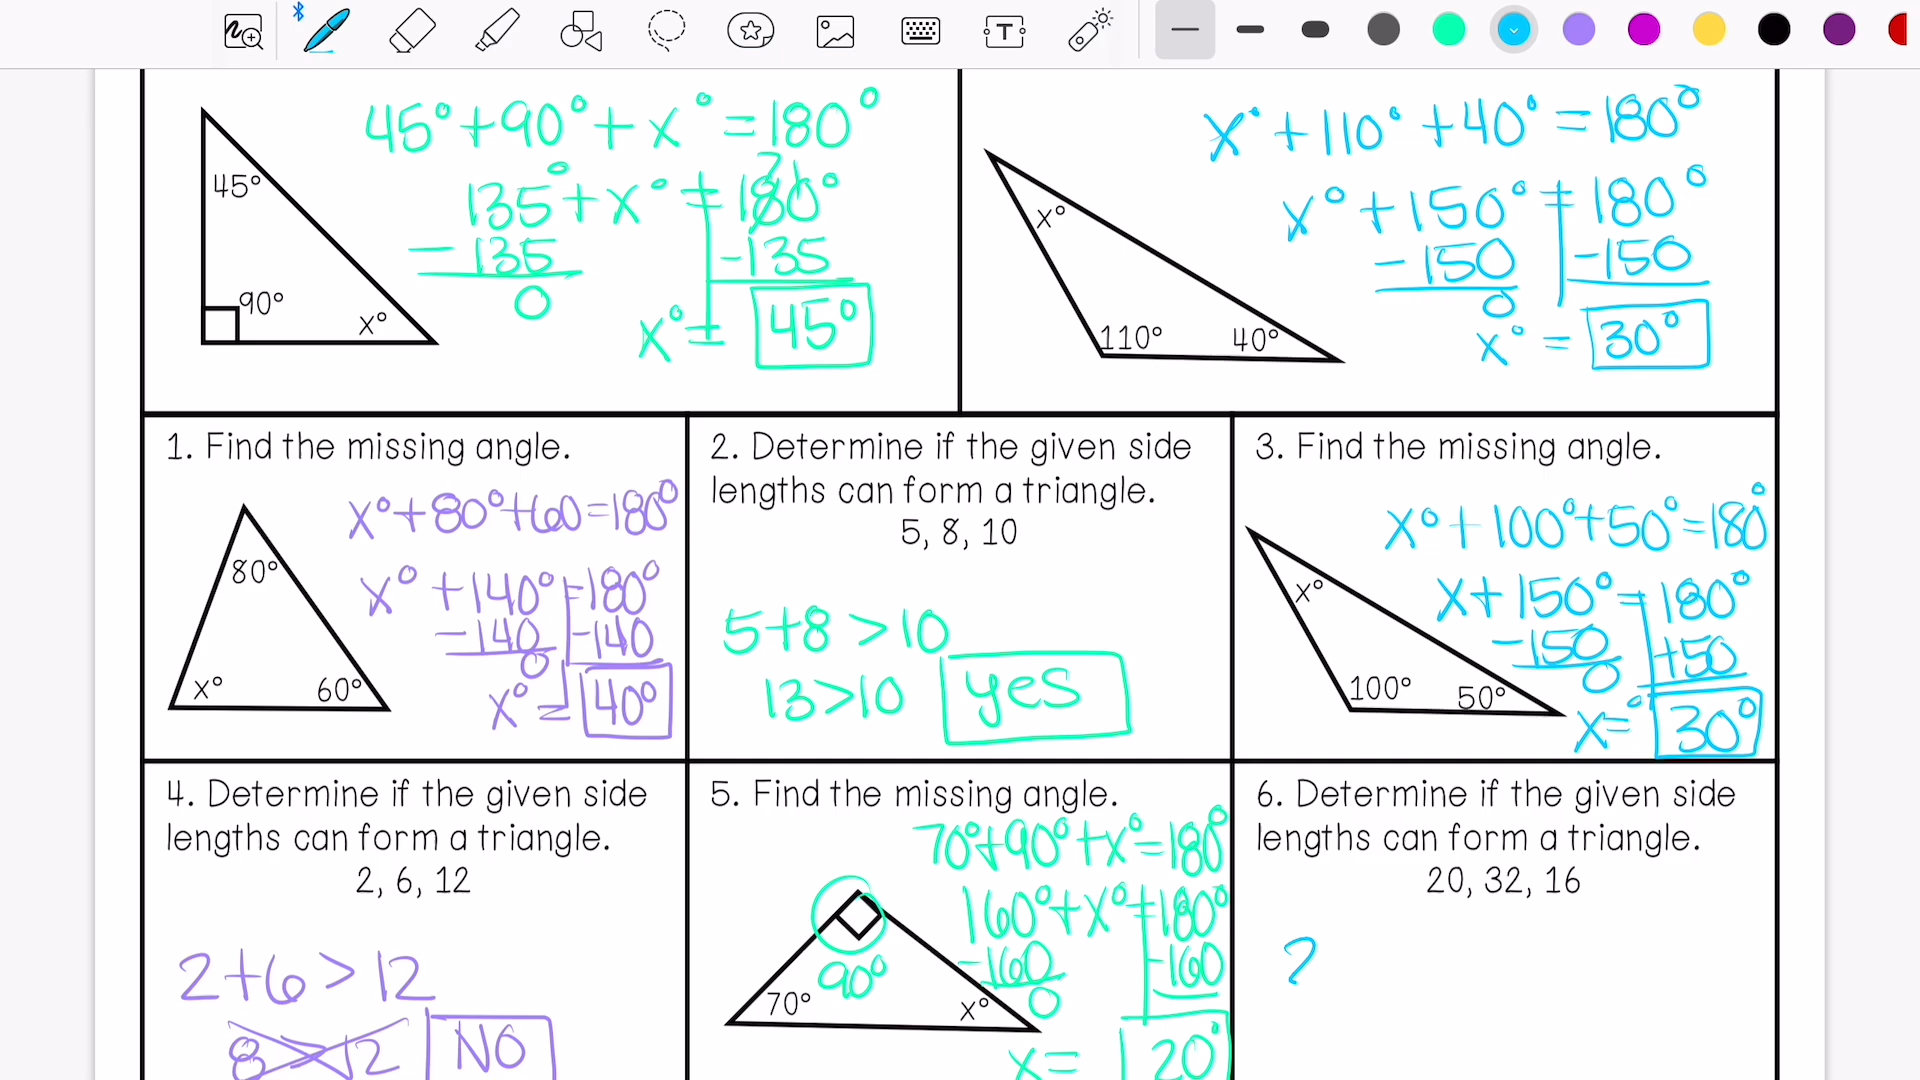 T
45°+90°+x°=180°
135°+x°=180°
-135 -135
0
x°=45°
45°
90°
x°
x°+110°+40°=180°
x°+150°=180°
-150 -150
0
x°=30°
x°
110°
40°
1. Find the missing angle.
x°+80°+60=180°
x°+140°=180°
-140 -140
0
x°=40°
80°
x°
60°
2. Determine if the given side
lengths can form a triangle.
5, 8, 10
5+8>10
13>10
yes
3. Find the missing angle.
x°+100°+50°=180°
x+150°=180°
-150 +50
0
x°=30°
x°
100°
50°
4. Determine if the given side
lengths can form a triangle.
2, 6, 12
2+6>12
8>12
NO
5. Find the missing angle.
70°+90°+x°=180°
160°+x°=180°
-160 -160
0
x=20°
90°
70°
x°
6. Determine if the given side
lengths can form a triangle.
20, 32, 16
2